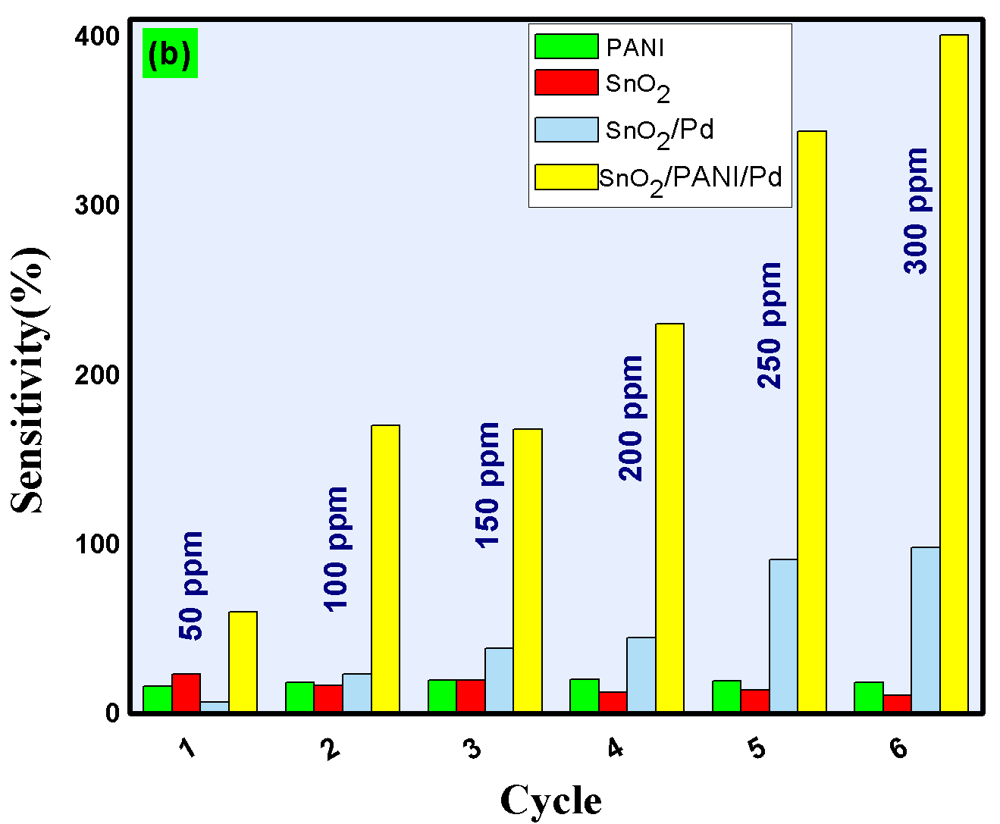 (b)
PANI
SnO₂
SnO₂/Pd
SnO₂/PANI/Pd
400
300
200
100
0
Sensitivity(%)
50 ppm
100 ppm
150 ppm
200 ppm
250 ppm
300 ppm
1 2 3 4 5 6
Cycle